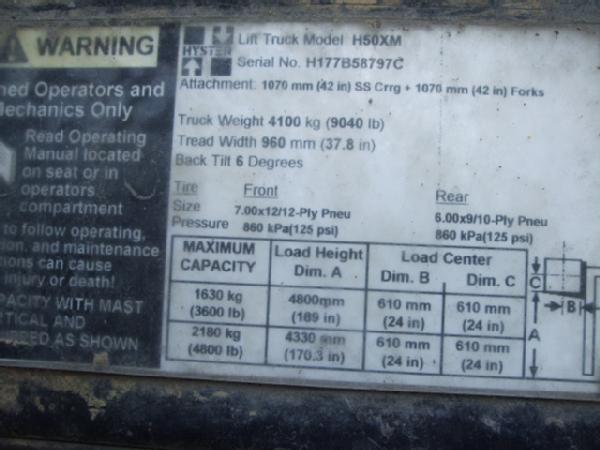 WARNING
HYSTER
Lift Truck Model H50XM
Serial No. H177B58797C
Attachment: 1070 mm (42 in) SS Crrg + 1070 mm (42 in) Forks
Truck Weight 4100 kg (9040 lb)
Tread Width 960 mm (37.8 in)
Back Tilt 6 Degrees
Tire Front Rear
Size 7.00x12/12-Ply Pneu 6.00x9/10-Ply Pneu
Pressure 860 kPa(125 psi) 860 kPa(125 psi)
MAXIMUM CAPACITY Load Height Dim. A Load Center Dim. B Dim. C
1630 kg 4800mm 610 mm 610 mm
(3600 lb) (189 in) (24 in) (24 in)
2180 kg 4330 mm 610 mm 610 mm
(4800 lb) (170.3 in) (24 in) (24 in)
C
B
A
ned Operators and
Mechanics Only
Read Operating
Manual located
on seat or in
operators
compartment
to follow operating,
ion, and maintenance
tions can cause
injury or death!
PACITY WITH MAST
TICAL AND
AS SHOWN